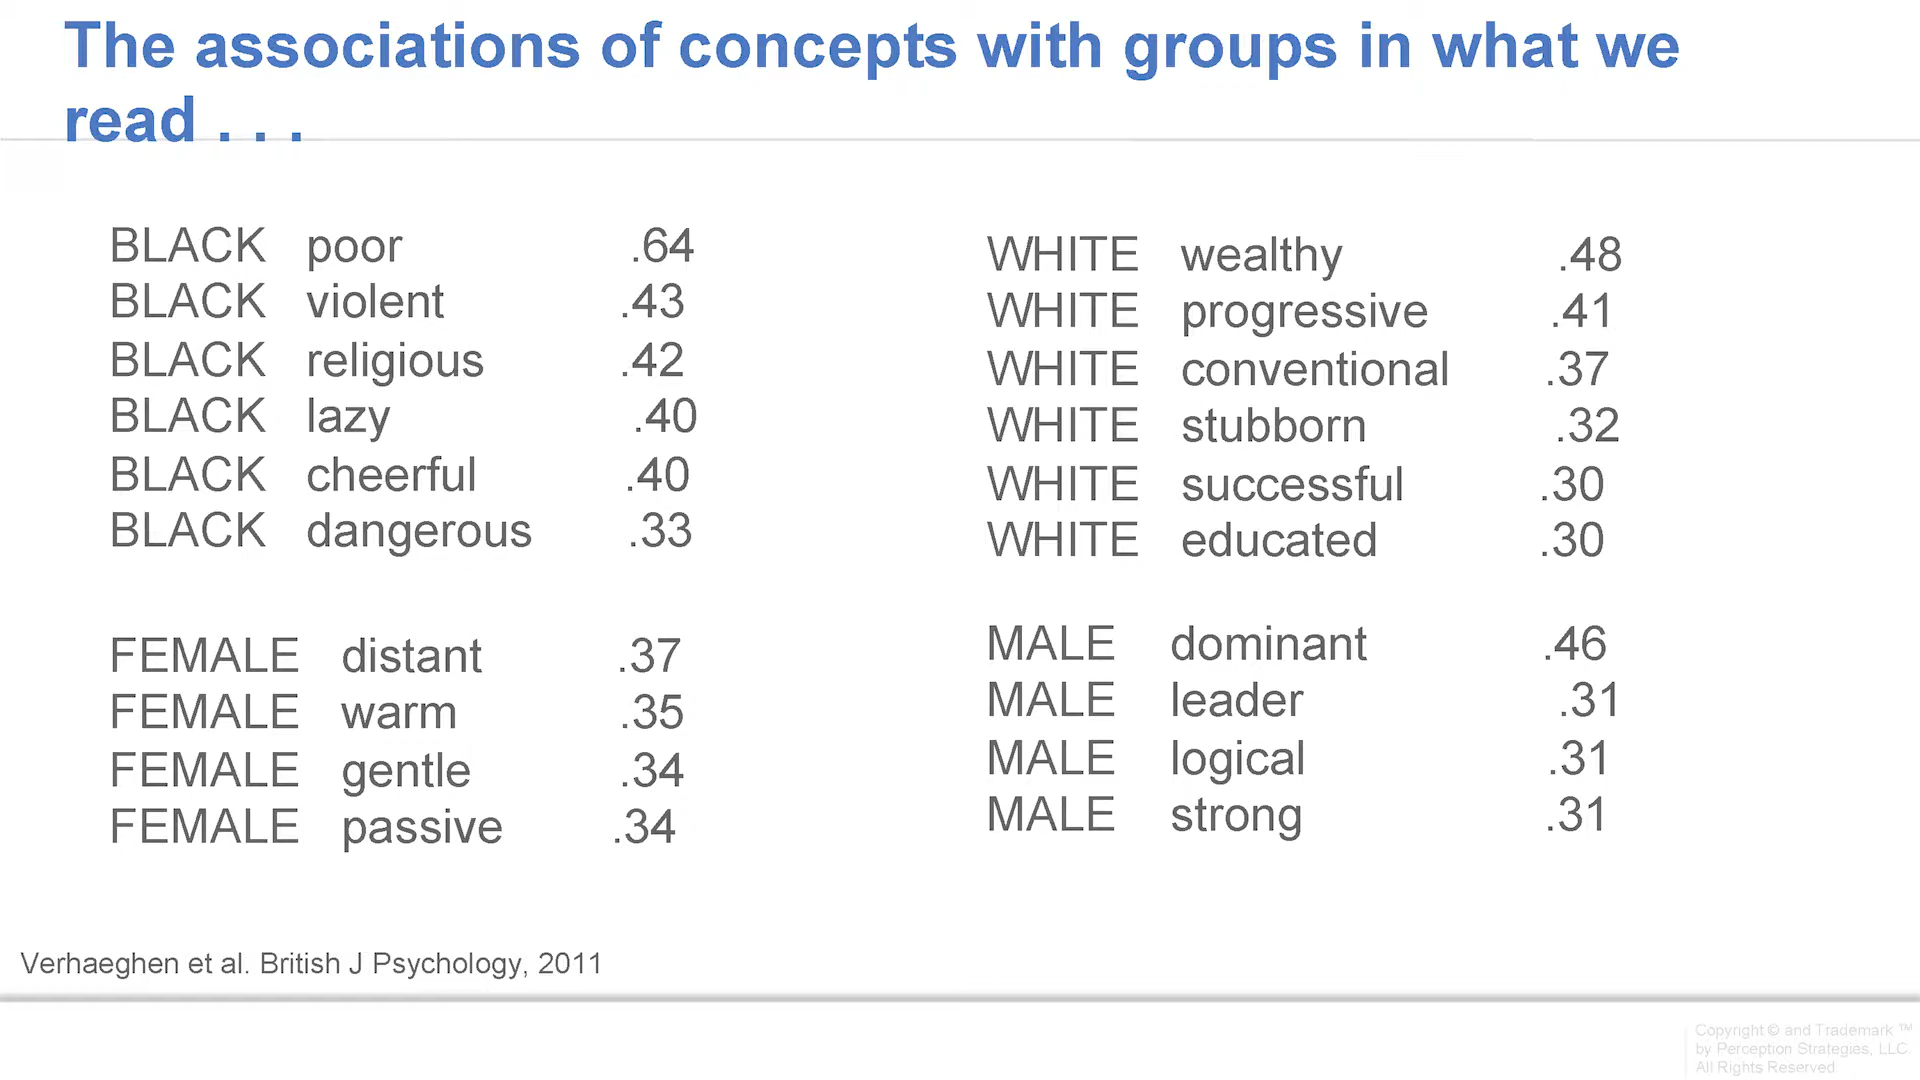 The associations of concepts with groups in what we
read . . .
BLACK poor .64
BLACK violent .43
BLACK religious .42
BLACK lazy .40
BLACK cheerful .40
BLACK dangerous .33
FEMALE distant .37
FEMALE warm .35
FEMALE gentle .34
FEMALE passive .34
WHITE wealthy .48
WHITE progressive .41
WHITE conventional .37
WHITE stubborn .32
WHITE successful .30
WHITE educated .30
MALE dominant .46
MALE leader .31
MALE logical .31
MALE strong .31
Verhaeghen et al. British J Psychology, 2011
Copyright © and Trademark ™
by Perception Strategies, LLC.
All Rights Reserved.